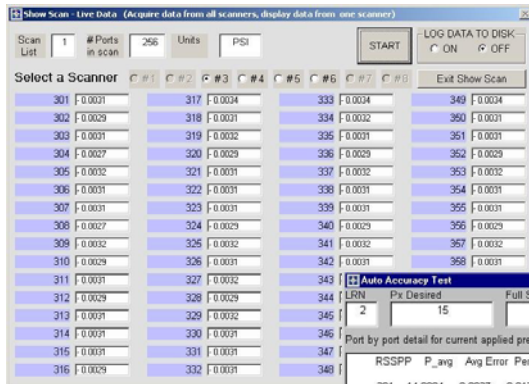 Show Scan - Live Data (Acquire data from all scanners, display data from one scanner)
Scan List 1 # Ports in scan 256 Units PSI START LOG DATA TO DISK ON OFF
Select a Scanner #1 #2 #3 #4 #5 #6 #7 #8 Exit Show Scan
301 -0.0031 317 -0.0034 333 -0.0034 349 -0.0034
302 -0.0029 318 -0.0031 334 -0.0032 350 -0.0031
303 -0.0031 319 -0.0032 335 -0.0031 351 -0.0031
304 -0.0027 320 -0.0029 336 -0.0029 352 -0.0029
305 -0.0032 321 -0.0031 337 -0.0032 353 -0.0032
306 -0.0031 322 -0.0031 338 -0.0031 354 -0.0031
307 -0.0031 323 -0.0031 339 -0.0031 355 -0.0031
308 -0.0027 324 -0.0029 340 -0.0029 356 -0.0029
309 -0.0032 325 -0.0032 341 -0.0032 357 -0.0032
310 -0.0029 326 -0.0031 342 -0.0031 358 -0.0031
311 -0.0031 327 -0.0032 343
312 -0.0029 328 -0.0029 344
313 -0.0029 329 -0.0032 345
314 -0.0031 330 -0.0031 346
315 -0.0031 331 -0.0031 347
316 -0.0029 332 -0.0031 348
Auto Accuracy Test
LRN Px Desired Full
2 15
Port by port detail for current applied pre
RSSPP P_avg Avg Error Per